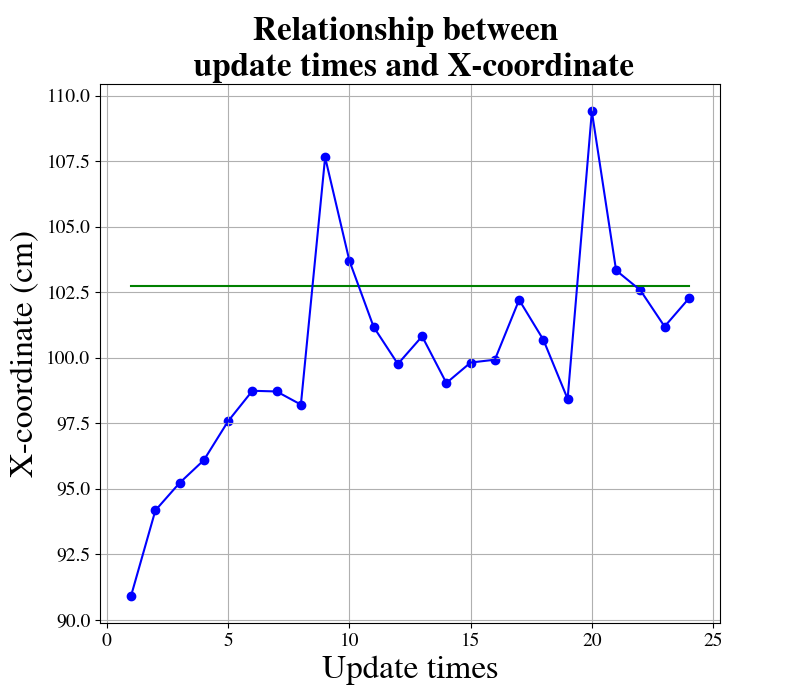 Relationship between
update times and X-coordinate
110.0
107.5
105.0
102.5
100.0
97.5
95.0
92.5
90.0
X-coordinate (cm)
0 5 10 15 20 25
Update times